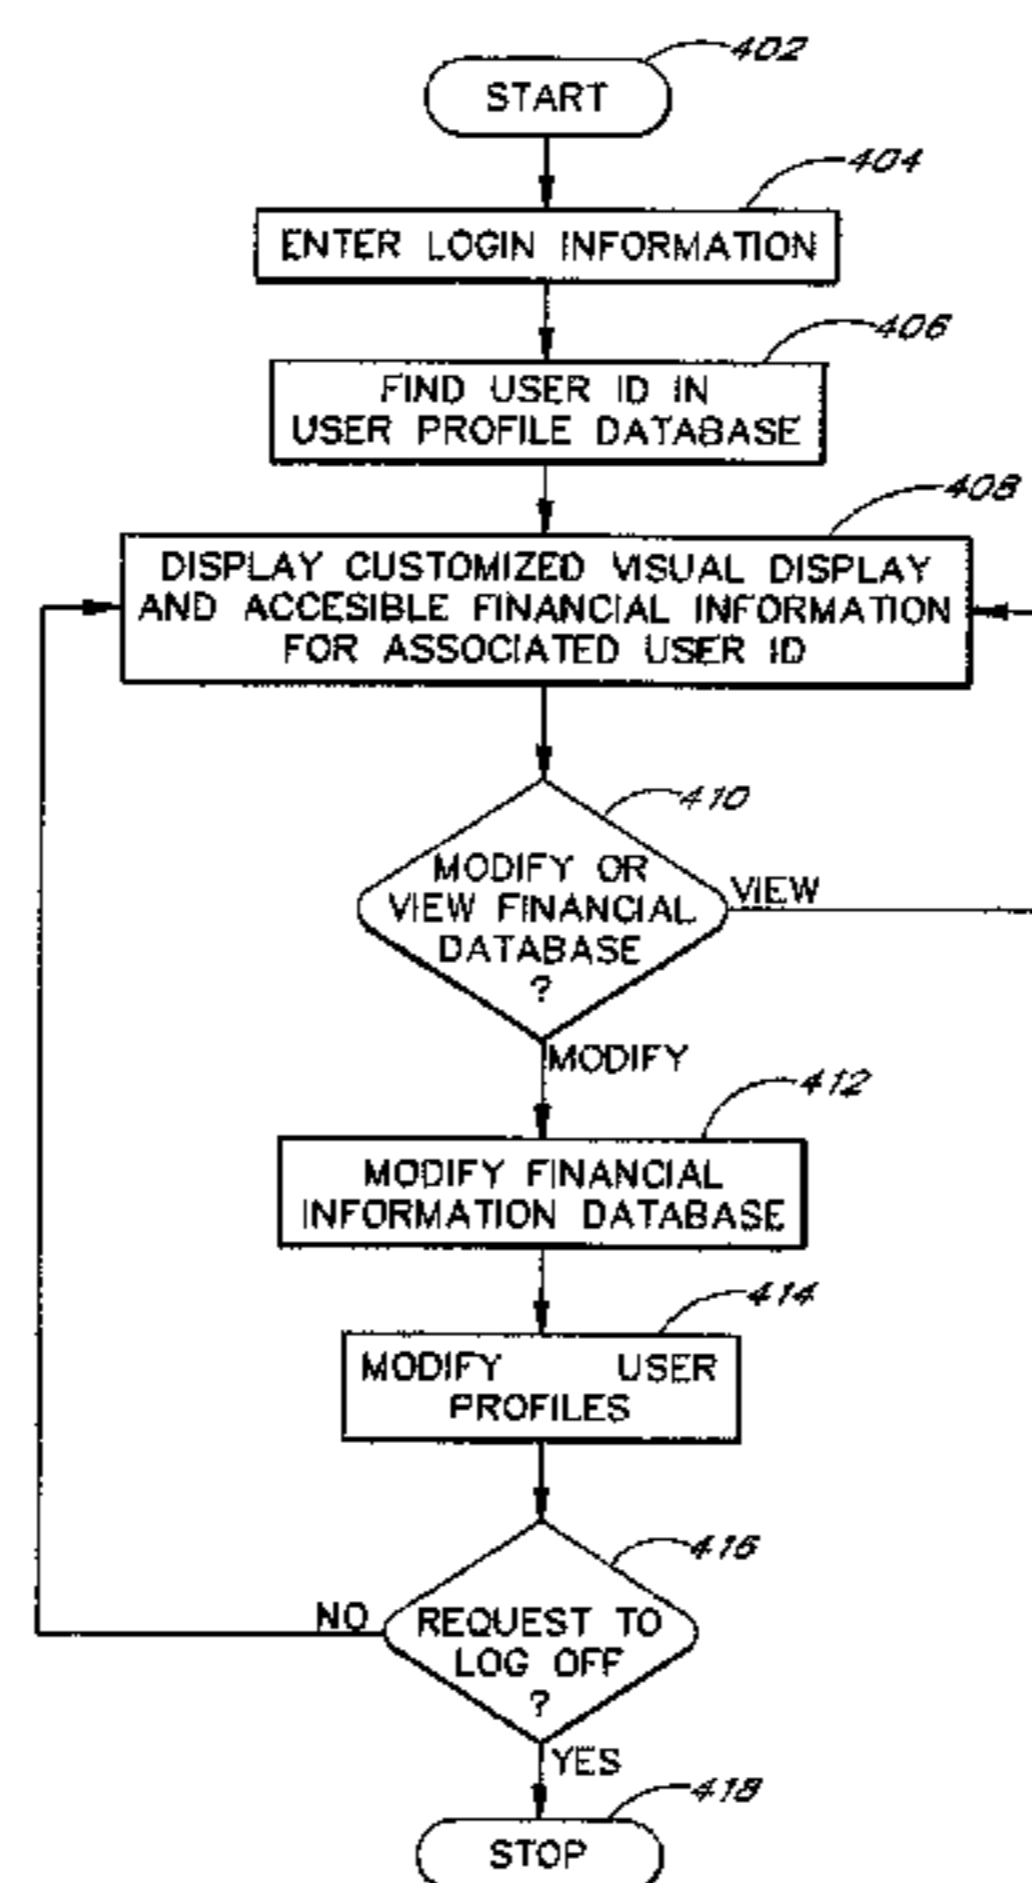 402
START
404
ENTER LOGIN INFORMATION
406
FIND USER ID IN
USER PROFILE DATABASE
408
DISPLAY CUSTOMIZED VISUAL DISPLAY
AND ACCESIBLE FINANCIAL INFORMATION
FOR ASSOCIATED USER ID
410
MODIFY OR
VIEW FINANCIAL
DATABASE
?
VIEW
MODIFY
412
MODIFY FINANCIAL
INFORMATION DATABASE
414
MODIFY USER
PROFILES
416
NO
REQUEST TO
LOG OFF
?
YES
418
STOP